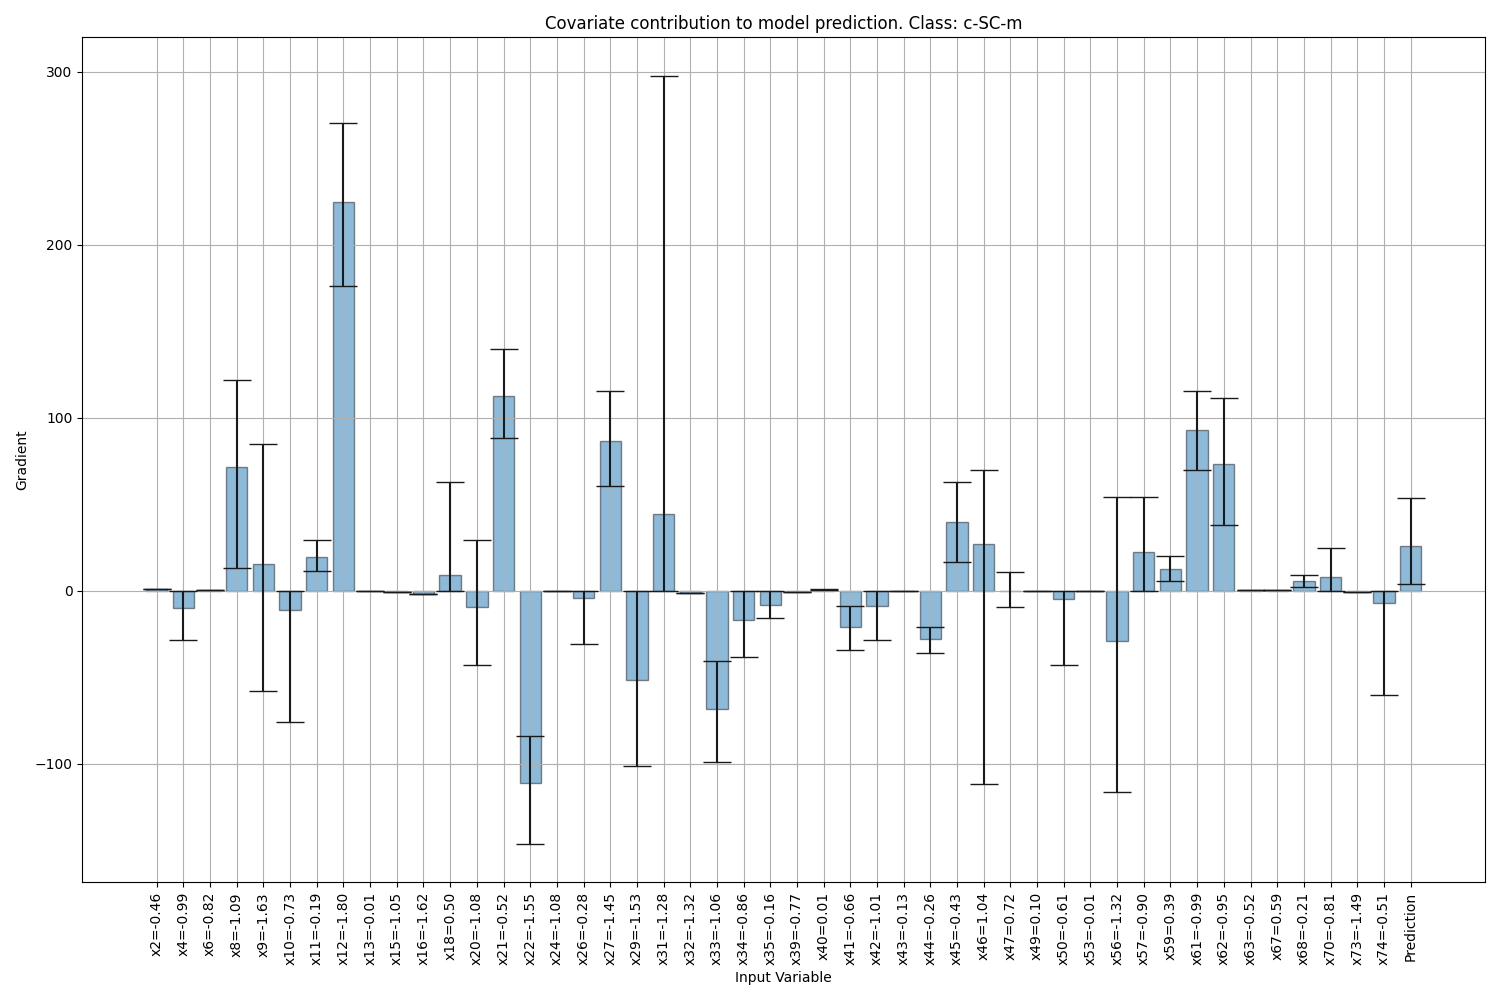 Covariate contribution to model prediction. Class: c-SC-m
Gradient
300
200
100
0
−100
x2=-0.46
x4=-0.99
x6=-0.82
x8=-1.09
x9=-1.63
x10=-0.73
x11=-0.19
x12=-1.80
x13=-0.01
x15=-1.05
x16=-1.62
x18=0.50
x20=-1.08
x21=-0.52
x22=-1.55
x24=-1.08
x26=-0.28
x27=-1.45
x29=-1.53
x31=-1.28
x32=-1.32
x33=-1.06
x34=-0.86
x35=-0.16
x39=-0.77
x40=0.01
x41=-0.66
x42=-1.01
x43=-0.13
x44=-0.26
x45=-0.43
x46=1.04
x47=0.72
x49=0.10
x50=-0.61
x53=-0.01
x56=-1.32
x57=-0.90
x59=0.39
x61=-0.99
x62=-0.95
x63=-0.52
x67=0.59
x68=-0.21
x70=-0.81
x73=-1.49
x74=-0.51
Prediction
Input Variable